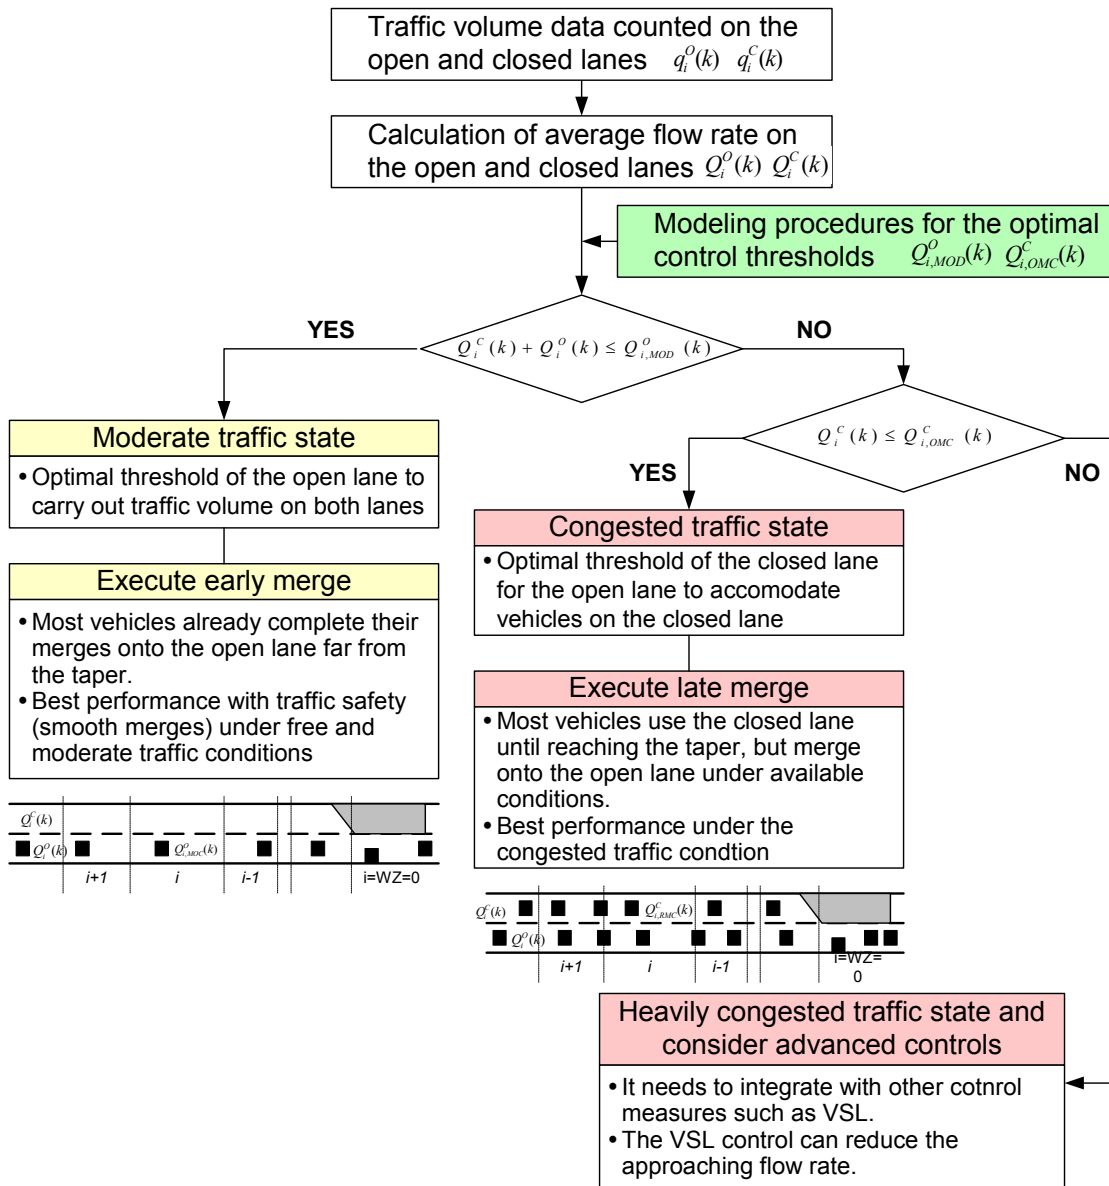 Traffic volume data counted on the
open and closed lanes q_i^O(k) q_i^C(k)
Calculation of average flow rate on
the open and closed lanes Q_i^O(k) Q_i^C(k)
Modeling procedures for the optimal
control thresholds Q_{i,MOD}^O(k) Q_{i,OMC}^C(k)
YES
NO
Q_i^C(k) + Q_i^O(k) ≤ Q_{i,MOD}^O(k)
Q_i^C(k) ≤ Q_{i,OMC}^C(k)
YES
NO
Moderate traffic state
• Optimal threshold of the open lane to
carry out traffic volume on both lanes
Execute early merge
• Most vehicles already complete their
merges onto the open lane far from
the taper.
• Best performance with traffic safety
(smooth merges) under free and
moderate traffic conditions
Q_i^C(k)
Q_i^O(k)
Q_{i,MOC}^O(k)
i+1
i
i-1
i=WZ=0
Congested traffic state
• Optimal threshold of the closed lane
for the open lane to accomodate
vehicles on the closed lane
Execute late merge
• Most vehicles use the closed lane
until reaching the taper, but merge
onto the open lane under available
conditions.
• Best performance under the
congested traffic condtion
Q_i^C(k)
Q_{i,RMC}^C(k)
Q_i^O(k)
i+1
i
i-1
i=WZ=
0
Heavily congested traffic state and
consider advanced controls
• It needs to integrate with other cotnrol
measures such as VSL.
• The VSL control can reduce the
approaching flow rate.